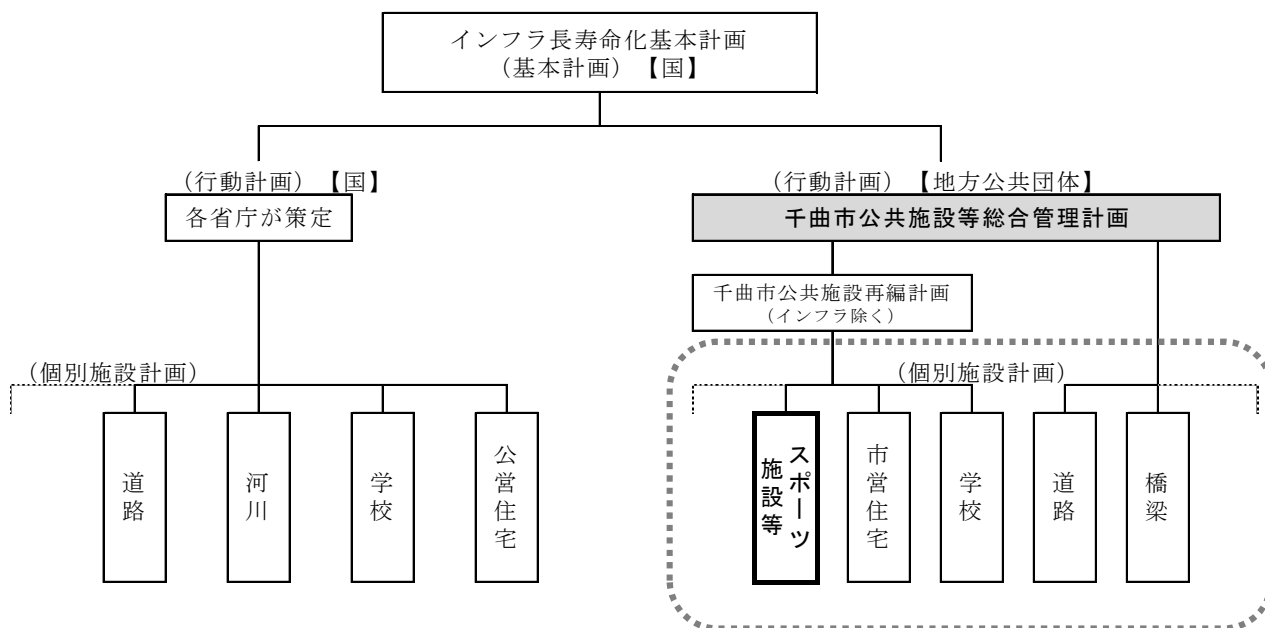 インフラ長寿命化基本計画
（基本計画）【国】
（行動計画）【国】
各省庁が策定
（行動計画）【地方公共団体】
千曲市公共施設等総合管理計画
千曲市公共施設再編計画
（インフラ除く）
（個別施設計画）
道路
河川
学校
公営住宅
（個別施設計画）
スポーツ
施設等
市営住宅
学校
道路
橋梁